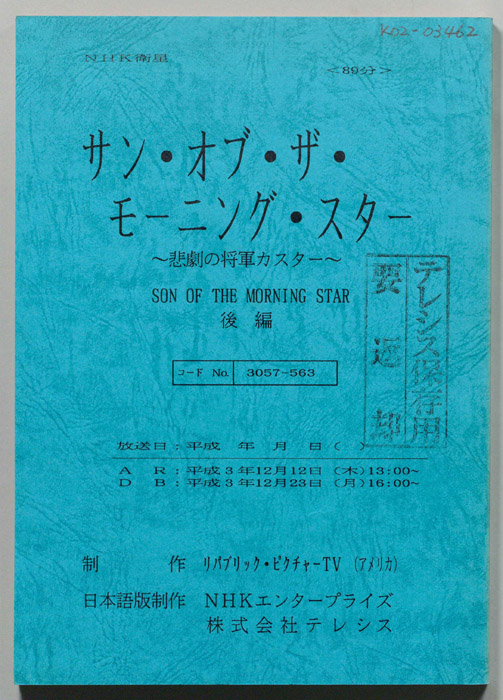 K02-03462
NHK衛星
<89分>
サン・オブ・ザ・
モーニング・スター
～悲劇の将軍カスター～
SON OF THE MORNING STAR
後編
コード No. 3057-563
テレシス保存用
要返却
放送日:平成 年 月 日( )
A R:平成3年12月12日(木)13:00~
D B:平成3年12月23日(月)16:00~
制 作 リパブリック・ピクチャーTV (アメリカ)
日本語版制作 NHKエンタープライズ
株式会社テレシス